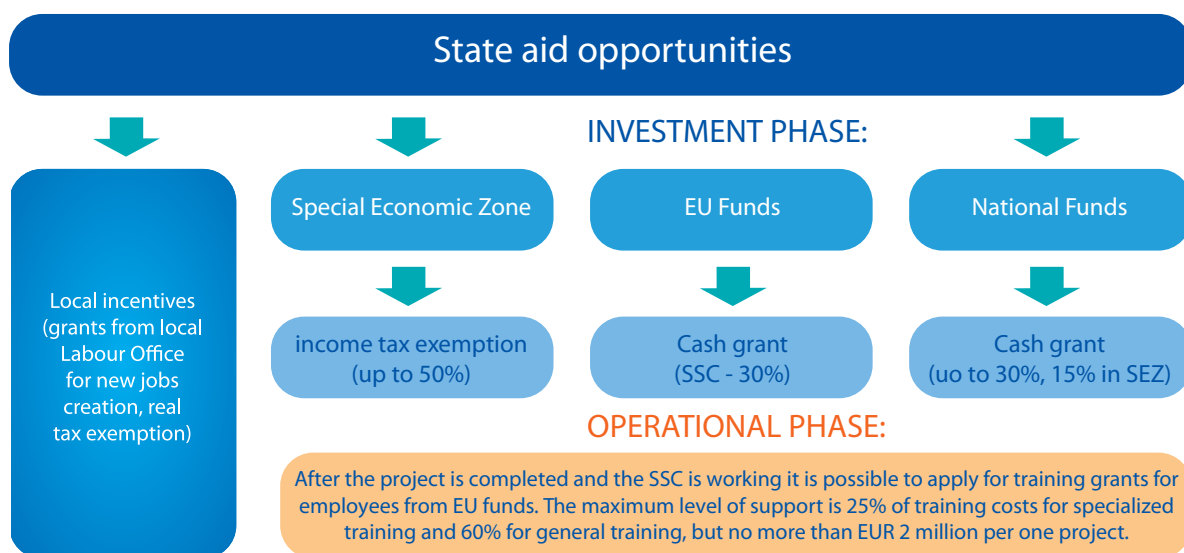 State aid opportunities
INVESTMENT PHASE:
Local incentives
(grants from local
Labour Office
for new jobs
creation, real
tax exemption)
Special Economic Zone
EU Funds
National Funds
income tax exemption
(up to 50%)
Cash grant
(SSC - 30%)
Cash grant
(uo to 30%, 15% in SEZ)
OPERATIONAL PHASE:
After the project is completed and the SSC is working it is possible to apply for training grants for
employees from EU funds. The maximum level of support is 25% of training costs for specialized
training and 60% for general training, but no more than EUR 2 million per one project.